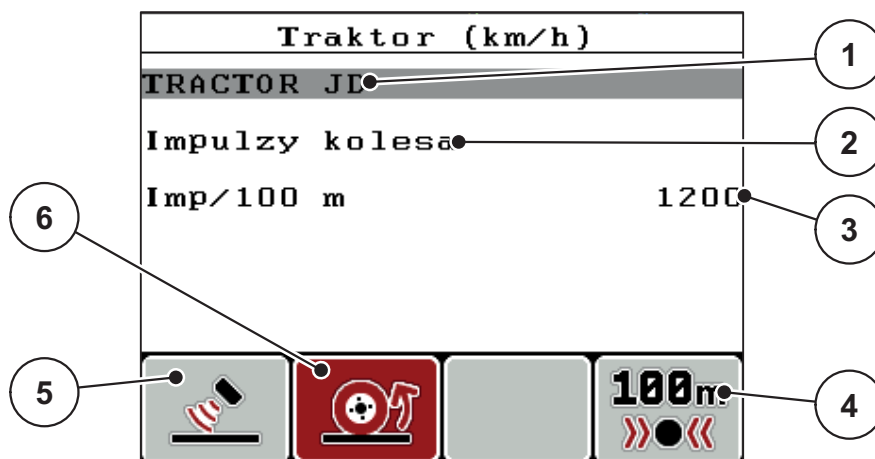 Traktor (km/h)
1
TRACTOR JD
Impulzy kolesa
2
Imp/100 m 1200
3
6
5
100m
4